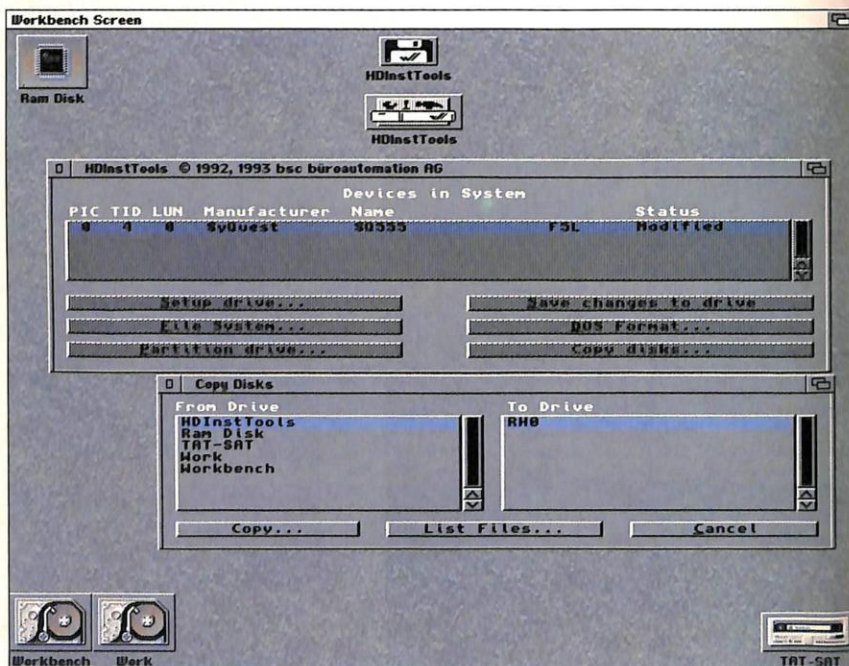 Workbench Screen
Ram Disk
HDInstTools
HDInstTools
HDInstTools © 1992, 1993 bsc büroautomation AG
Devices in System
PIC TID LUN Manufacturer Name Status
0 4 0 SyQuest SQ555 F5L Modified
Setup drive...
Save changes to drive
File System...
DOS Format...
Partition drive...
Copy disks...
Copy Disks
From Drive
To Drive
HDInstTools
RH0
Ram Disk
TAT-SAT
Work
Workbench
Copy...
List Files...
Cancel
Workbench
Work
TAT-SAT